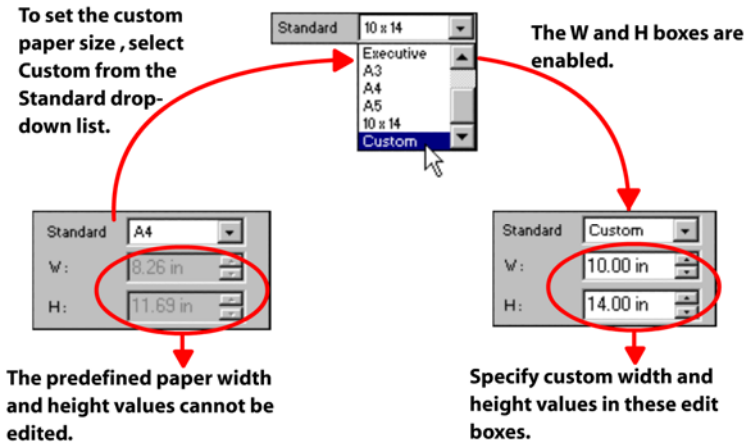 To set the custom
paper size , select
Custom from the
Standard drop-
down list.
Standard 10 x 14
Executive
A3
A4
A5
10 x 14
Custom
The W and H boxes are
enabled.
Standard A4
W: 8.26 in
H: 11.69 in
Standard Custom
W: 10.00 in
H: 14.00 in
The predefined paper width
and height values cannot be
edited.
Specify custom width and
height values in these edit
boxes.